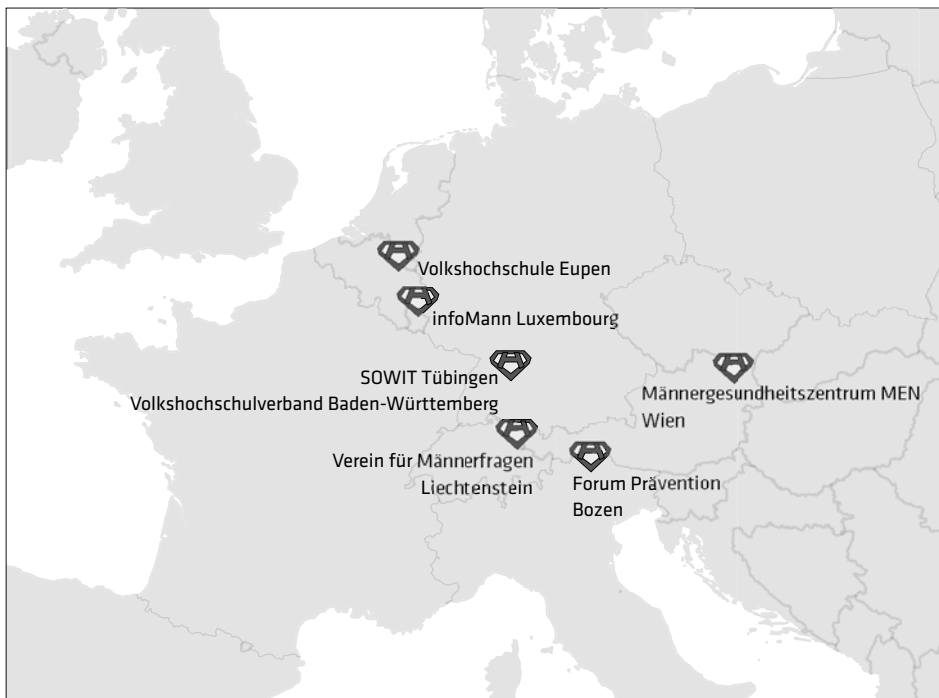 Volkshochschule Eupen
infoMann Luxembourg
SOWIT Tübingen
Volkshochschulverband Baden-Württemberg
Männergesundheitszentrum MEN
Wien
Verein für Männerfragen
Liechtenstein
Forum Prävention
Bozen